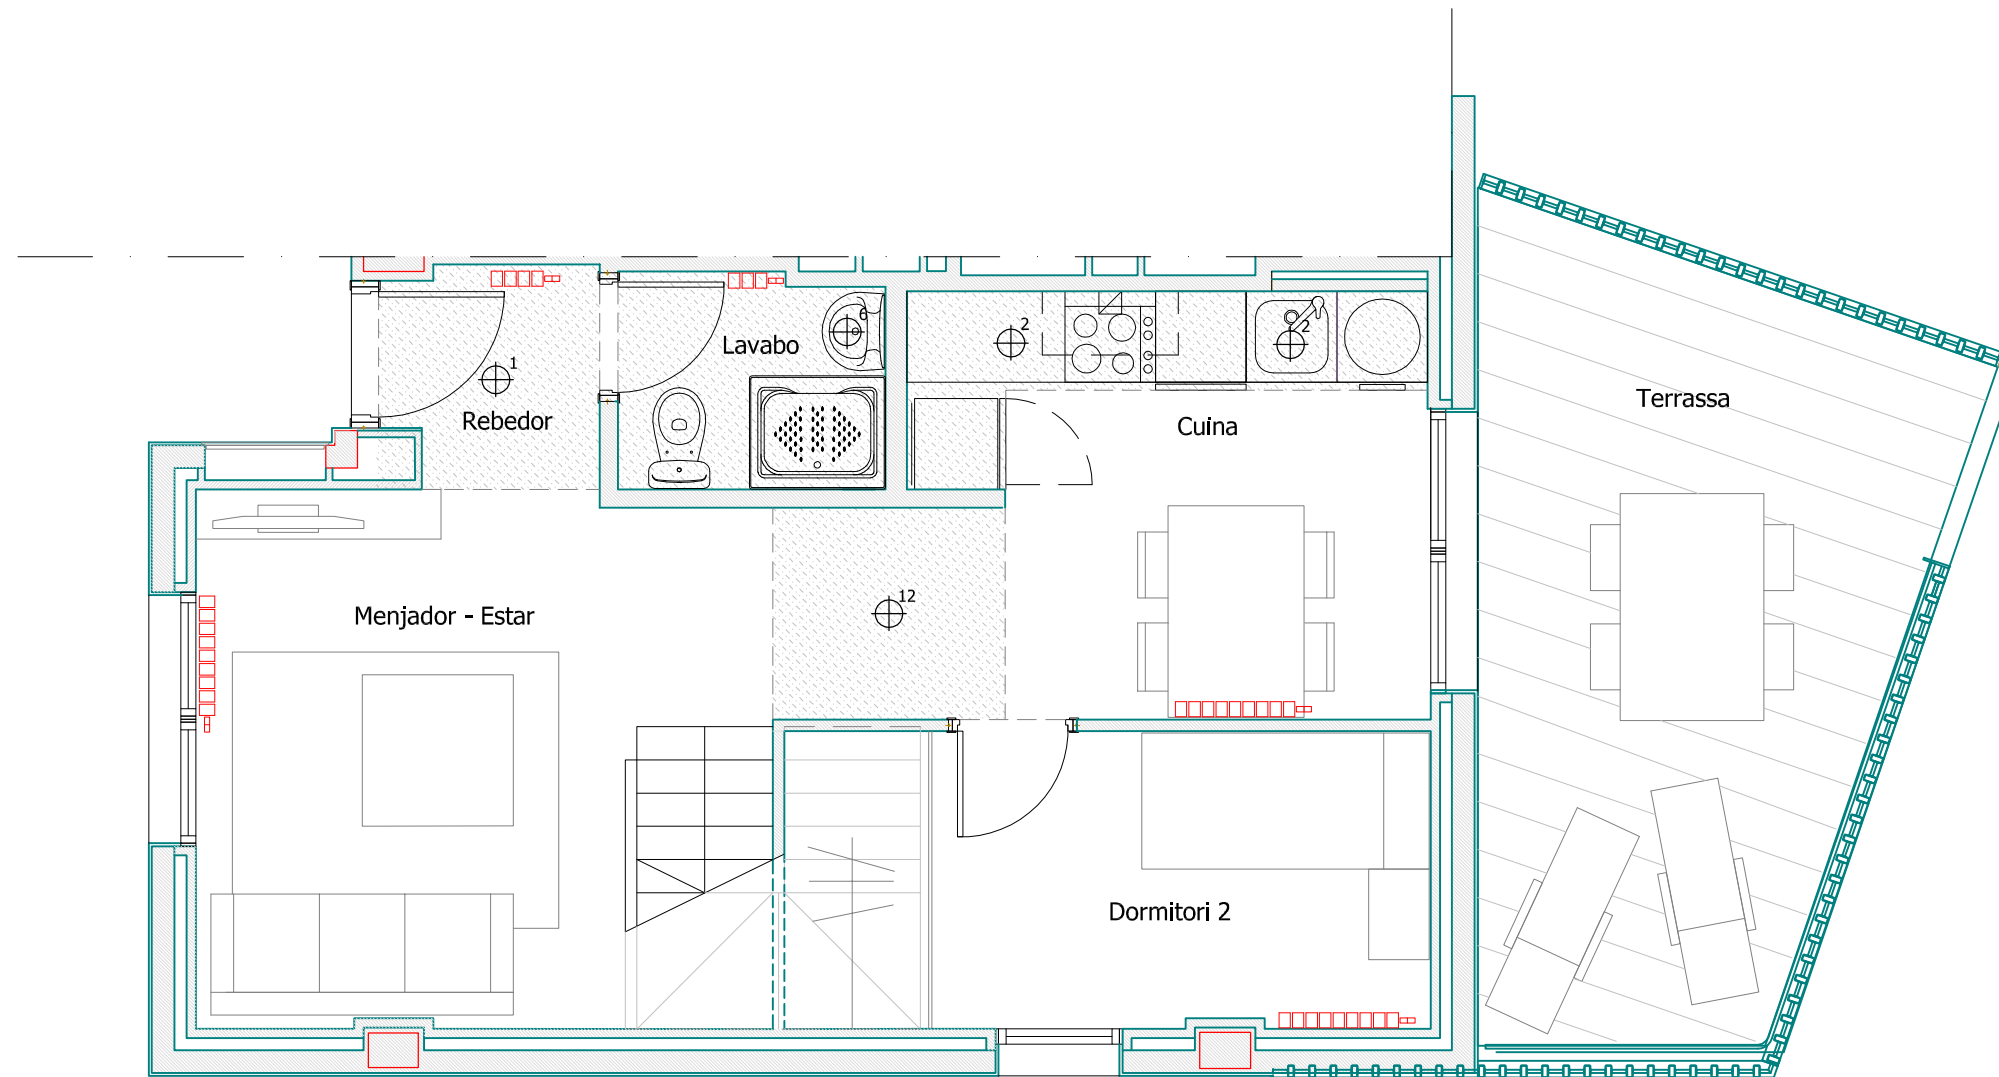 6
2
2
Lavabo
1
Terrassa
Rebedor
Cuina
12
Menjador - Estar
Dormitori 2